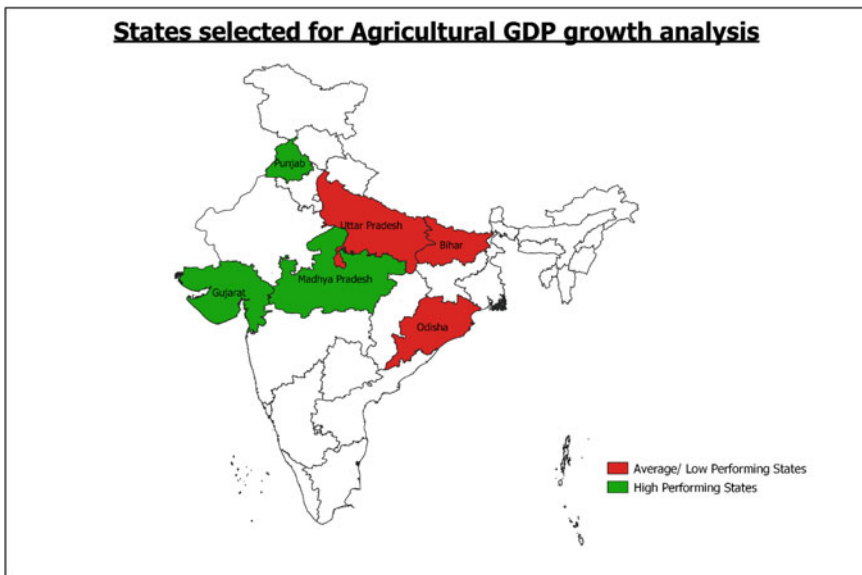 States selected for Agricultural GDP growth analysis
Punjab
Uttar Pradesh
Bihar
Madhya Pradesh
Gujarat
Odisha
Average/ Low Performing States
High Performing States